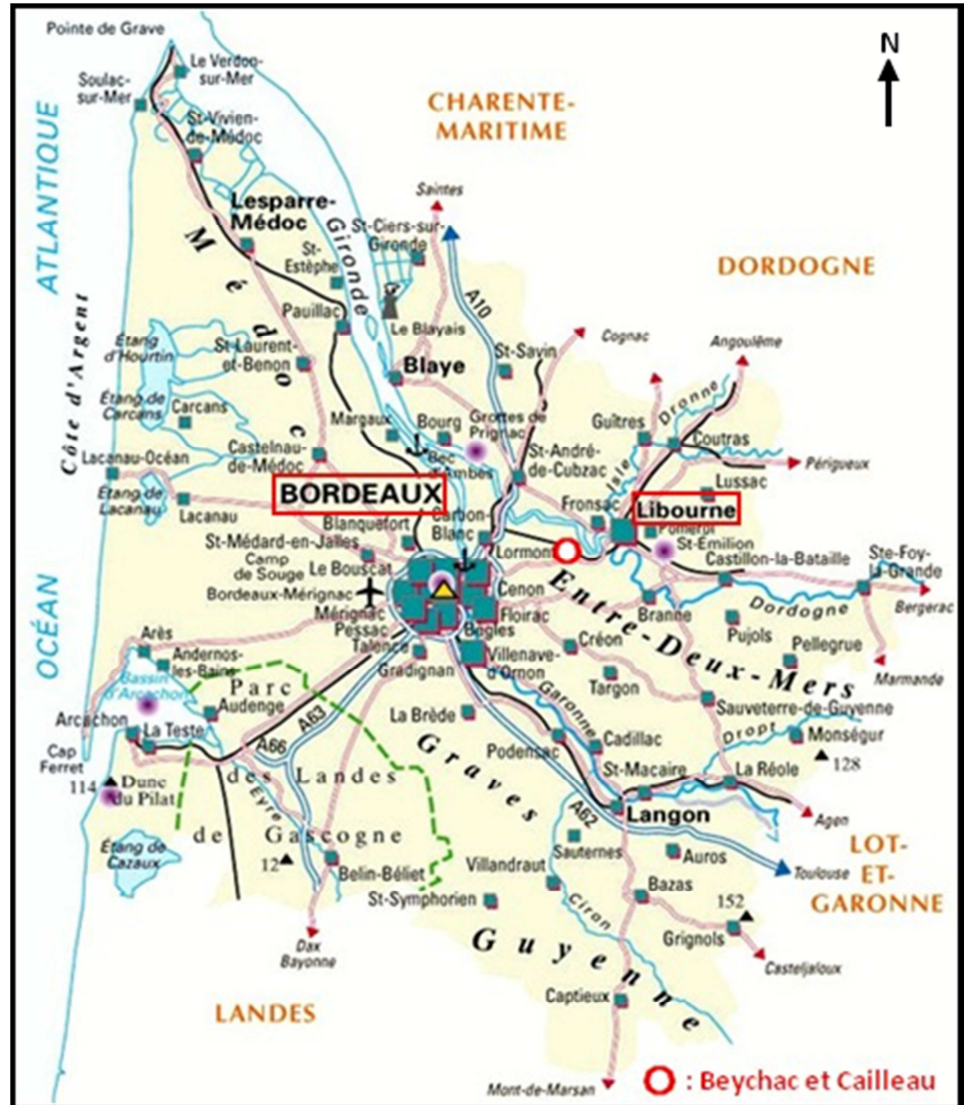 Pointe de Grave
N
Le Verdon-
sur-Mer
Soulac-
sur-Mer
CHARENTE-
MARITIME
St-Vivien-
de-Médoc
ATLANTIQUE
Saintes
Lesparre-
Médoc
St-Ciers-sur-
Gironde
Gironde
Médoc
St-
Estèphe
DORDOGNE
A10
Pauillac
Le Blayais
Cognac
Angoulême
Côte d'Argent
Étang
d'Hourtin
St-Laurent-
et-Benon
Blaye
St-Savin
Étang de
Carcans
Carcans
Margaux
Bourg
Grottes de
Prignac
Guîtres
Dronne
Coutras
Castelnau-
de-Médoc
Bec
d'Ambès
St-André-
de-Cubzac
Isle
Périgueux
Lacanau-Océan
Lussac
Étang de
Lacanau
Lacanau
BORDEAUX
Fronsac
Libourne
Blanquefort
Carbon-
Blanc
Pomerol
St-Médard-en-Jalles
Lormont
St-Emilion
Castillon-la-Bataille
Ste-Foy-
la-Grande
Camp
de Souge
Le Bouscat
Cenon
Entre-Deux-Mers
Bordeaux-Mérignac
Branne
Dordogne
Bergerac
Mérignac
Floirac
Pessac
Bègles
Créon
Pujols
Pellegrue
OCÉAN
Arès
Talence
Villenave-
d'Ornon
Andernos-
les-Bains
Gradignan
Targon
Marmande
Bassin
d'Arcachon
Parc
des Landes
de Gascogne
Audenge
Garonne
Sauveterre-de-Guyenne
Arcachon
La Teste
A63
La Brède
Graves
Cadillac
Dropt
Monségur
Cap
Ferret
A66
Podensac
128
114
Dune
du Pilat
St-Macaire
La Réole
Eyre
A62
Langon
Agen
Étang de
Cazaux
12
Sauternes
Auros
LOT-
ET-
GARONNE
Belin-Béliet
Villandraut
Toulouse
St-Symphorien
Bazas
152
Ciron
Grignols
Guyenne
Dax
Bayonne
Casteljaloux
LANDES
Captieux
Mont-de-Marsan
: Beychac et Cailleau